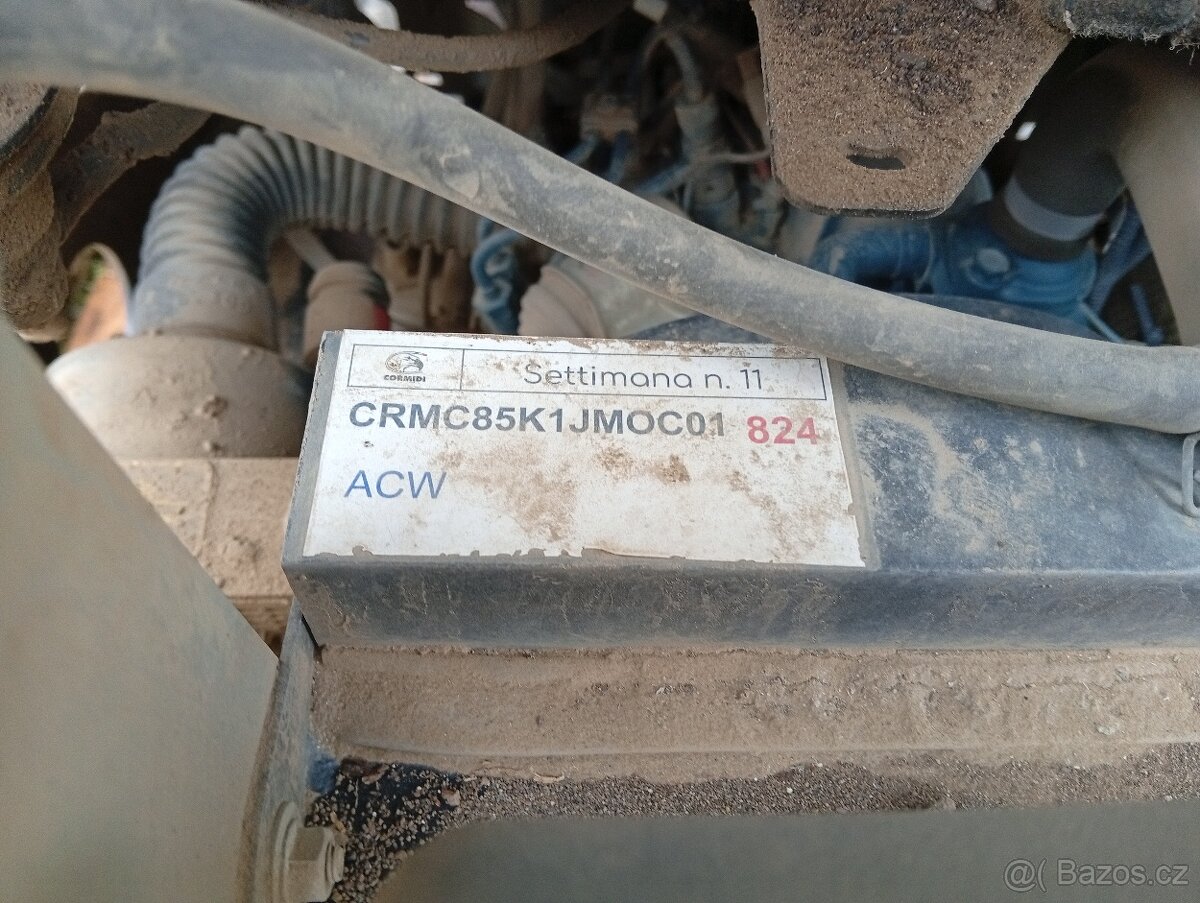 CORMIDI
Settimana n. 11
CRMC85K1JMOC01 824
ACW
@( Bazos.cz